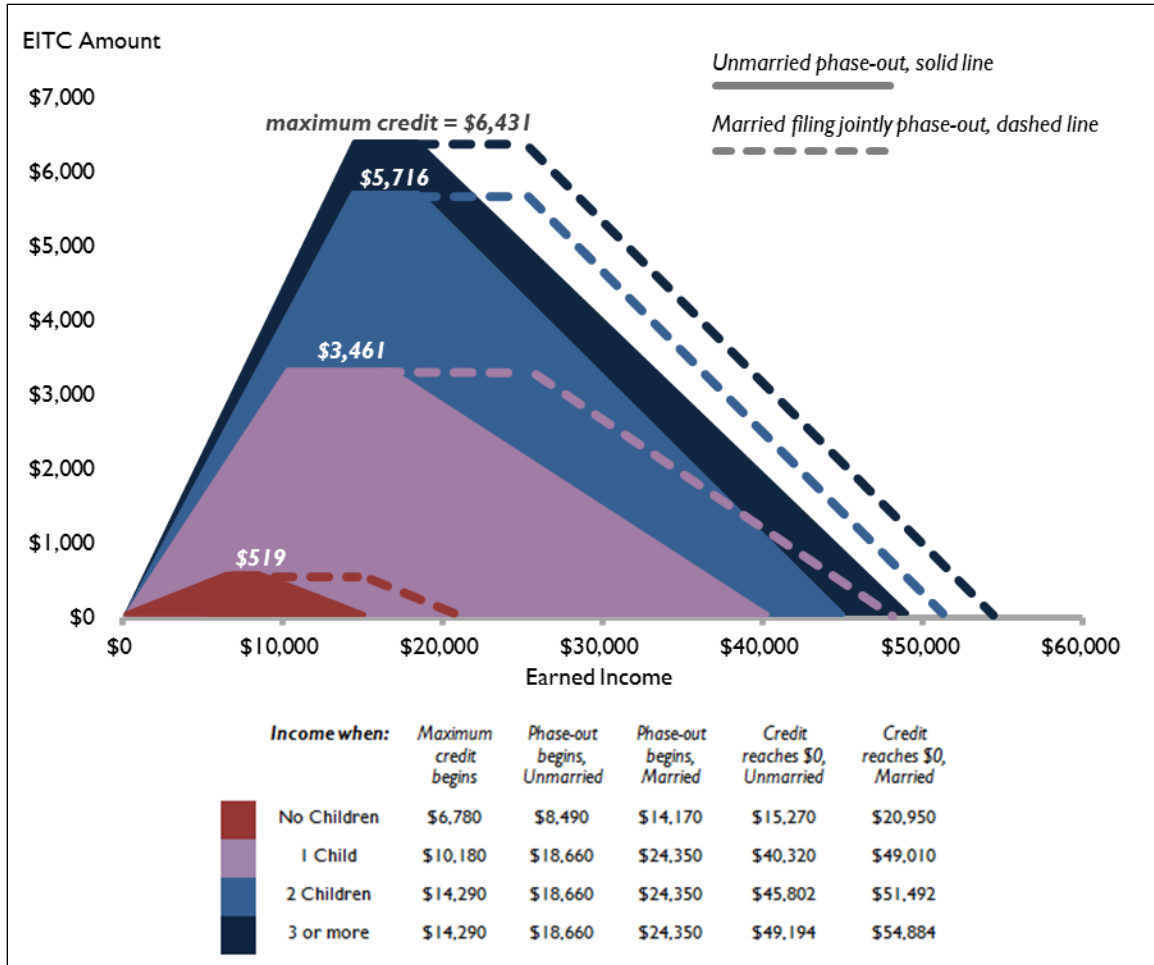 EITC Amount
Unmarried phase-out, solid line
$7,000
maximum credit = $6,431
Married filing jointly phase-out, dashed line
$6,000
$5,716
$5,000
$4,000
$3,461
$3,000
$2,000
$1,000
$519
$0
$0 $10,000 $20,000 $30,000 $40,000 $50,000 $60,000
Earned Income
Income when: Maximum Phase-out Phase-out Credit Credit
credit begins, begins, reaches $0, reaches $0,
begins Unmarried Married Unmarried Married
No Children $6,780 $8,490 $14,170 $15,270 $20,950
1 Child $10,180 $18,660 $24,350 $40,320 $49,010
2 Children $14,290 $18,660 $24,350 $45,802 $51,492
3 or more $14,290 $18,660 $24,350 $49,194 $54,884